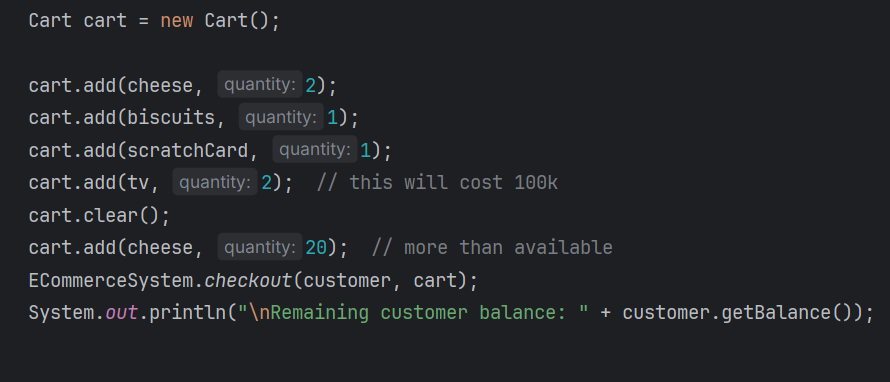 Cart cart = new Cart();
cart.add(cheese, quantity: 2);
cart.add(biscuits, quantity: 1);
cart.add(scratchCard, quantity: 1);
cart.add(tv, quantity: 2);  // this will cost 100k
cart.clear();
cart.add(cheese, quantity: 20);  // more than available
ECommerceSystem.checkout(customer, cart);
System.out.println("\nRemaining customer balance: " + customer.getBalance());